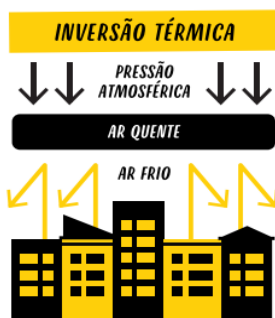 INVERSÃO TÉRMICA
PRESSÃO
ATMOSFÉRICA
AR QUENTE
AR FRIO